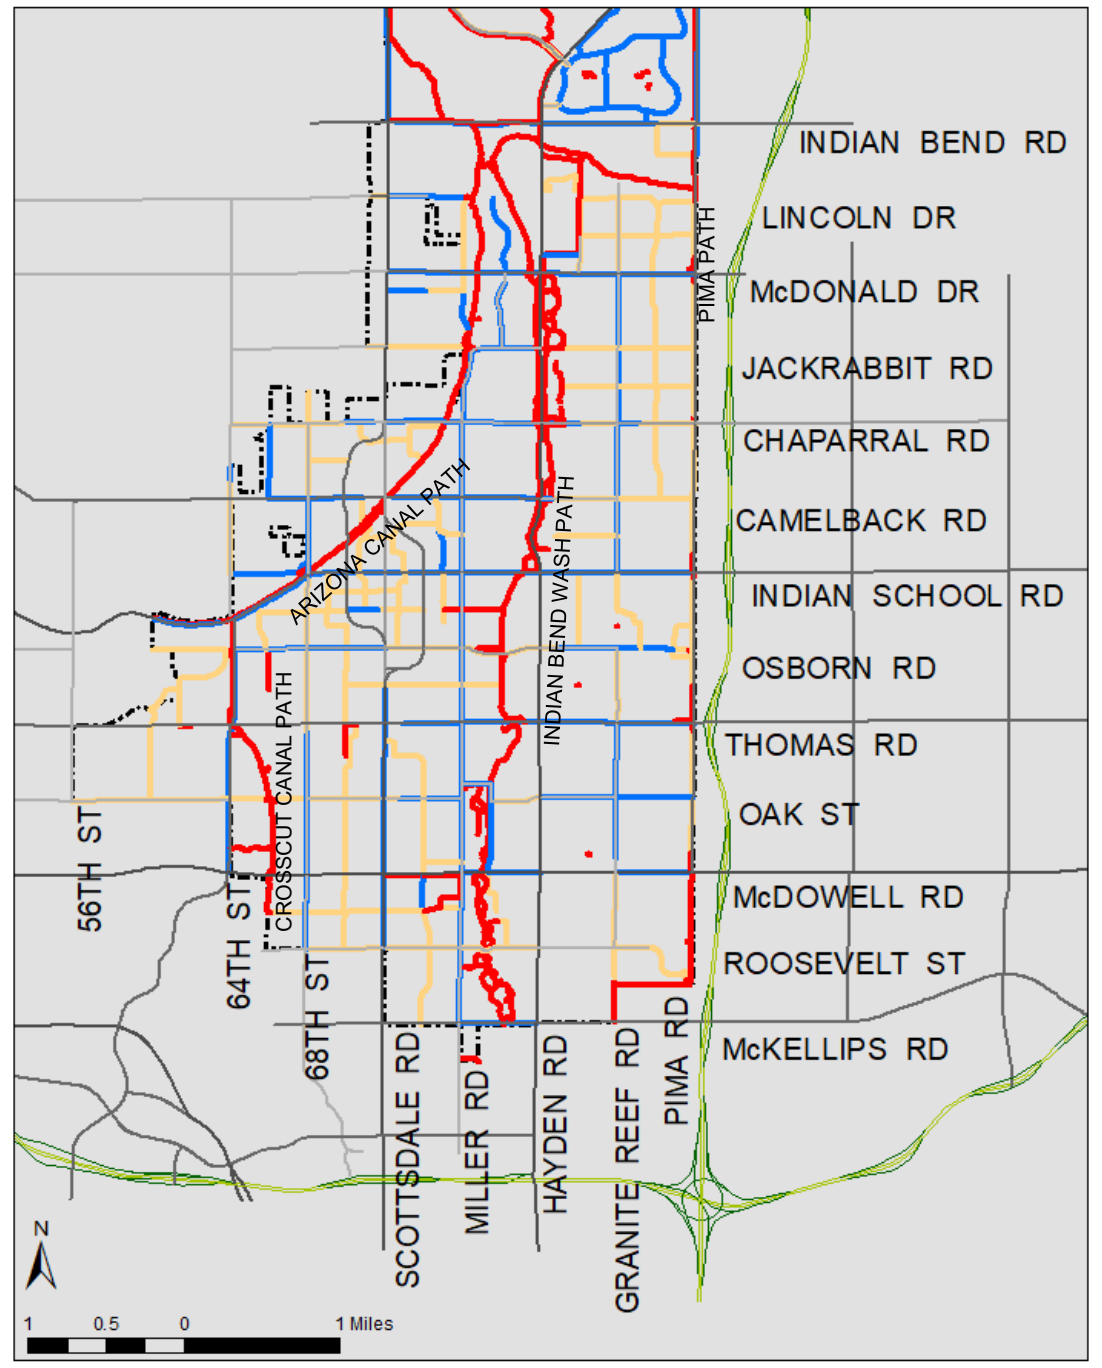 INDIAN BEND RD
LINCOLN DR
PIMA PATH
McDONALD DR
JACKRABBIT RD
CHAPARRAL RD
ARIZONA CANAL PATH
INDIAN BEND WASH PATH
CAMELBACK RD
INDIAN SCHOOL RD
OSBORN RD
CROSSCUT CANAL PATH
THOMAS RD
OAK ST
56TH ST
64TH ST
McDOWELL RD
ROOSEVELT ST
68TH ST
McKELLIPS RD
SCOTTSDALE RD
MILLER RD
HAYDEN RD
GRANITE REEF RD
PIMA RD
N
1 0.5 0 1 Miles